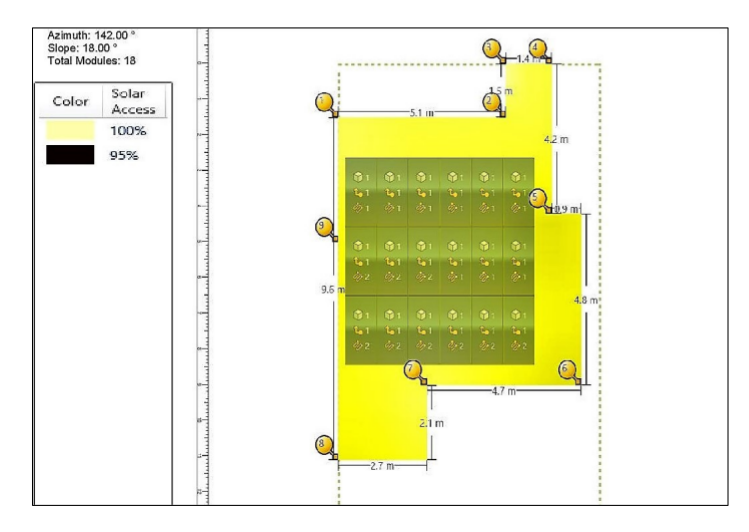 Azimuth: 142.00 °
Slope: 18.00 °
Total Modules: 18
Color Solar Access
100%
95%
3 4
1.4 m
1.5 m
1 2
5.1 m
4.2 m
1 1 1 1 1 1
1 1 1 1 1 1
1 1 1 1 1 1
5
0.9 m
9
1 1 1 1 1 1
1 1 1 1 1 1
2 2 2 1 1 1
9.6 m
4.8 m
1 1 1 1 1 1
1 1 1 1 1 1
2 2 2 2 2 2
7 6
4.7 m
2.1 m
8
2.7 m